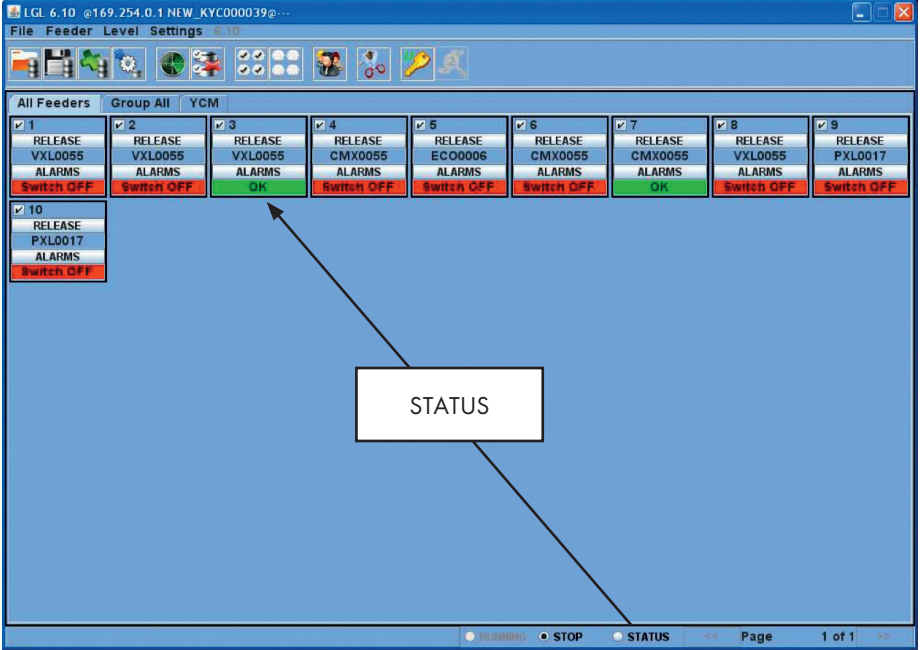 LGL 6.10 @169.254.0.1 NEW_KYC000039@---
File Feeder Level Settings 6.10
All Feeders Group All YCM
1 2 3 4 5 6 7 8 9
RELEASE RELEASE RELEASE RELEASE RELEASE RELEASE RELEASE RELEASE RELEASE
VXL0055 VXL0055 VXL0055 CMX0055 ECO0006 CMX0055 CMX0055 VXL0055 PXL0017
ALARMS ALARMS ALARMS ALARMS ALARMS ALARMS ALARMS ALARMS ALARMS
Switch OFF Switch OFF OK Switch OFF Switch OFF Switch OFF OK Switch OFF Switch OFF
10
RELEASE
PXL0017
ALARMS
Switch OFF
STATUS
RUNNING STOP STATUS << Page 1 of 1 >>